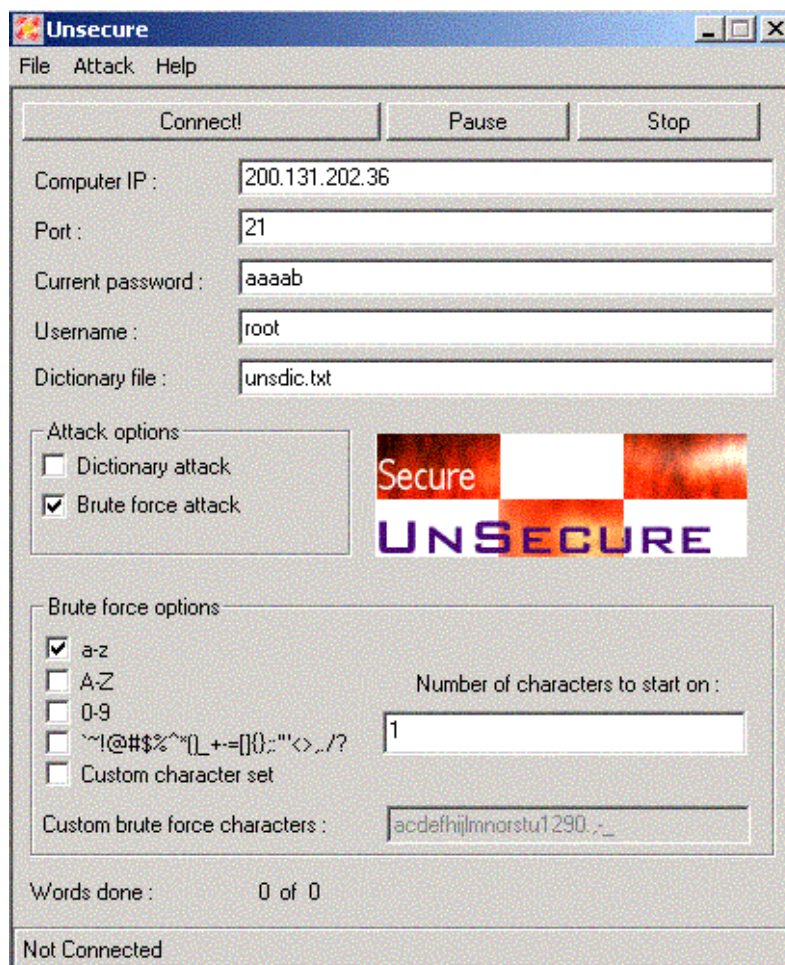 Unsecure
File Attack Help
Connect! Pause Stop
Computer IP : 200.131.202.36
Port : 21
Current password : aaaab
Username : root
Dictionary file : unsdic.txt
Attack options
Dictionary attack
Brute force attack
Secure
UNSECURE
Brute force options
a-z
A-Z
0-9
`~!@#$%^*()_+-=[]{};:"'<>,./?
Custom character set
Number of characters to start on :
1
Custom brute force characters : acdefhijlmnorstu1290.,-_
Words done : 0 of 0
Not Connected